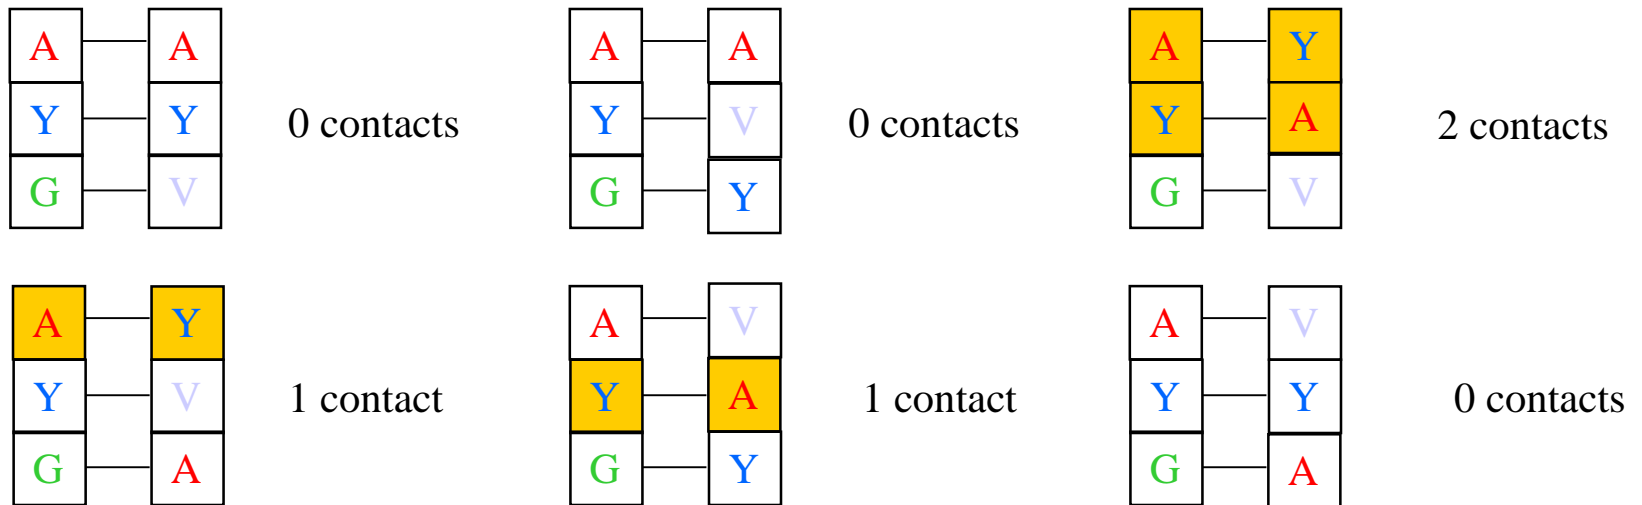 A A A A A Y
Y Y 0 contacts Y V 0 contacts Y A 2 contacts
G V G Y G V
A Y A V A V
Y V 1 contact Y A 1 contact Y Y 0 contacts
G A G Y G A